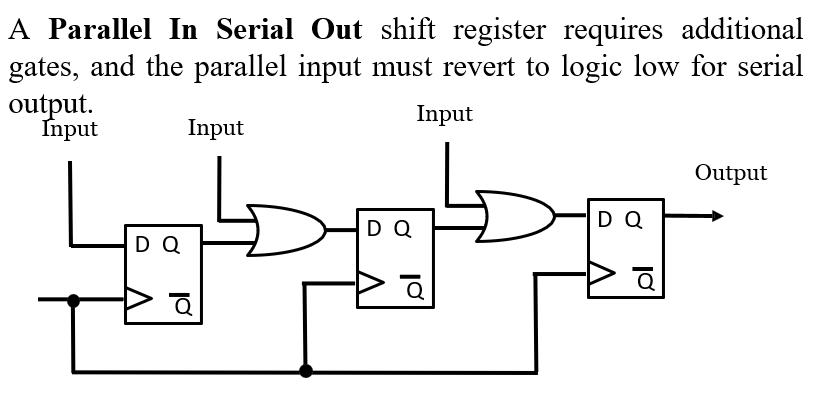 A Parallel In Serial Out shift register requires additional
gates, and the parallel input must revert to logic low for serial
output.
Input
Input
Input
Output
D Q
Q̅
D Q
Q̅
D Q
Q̅